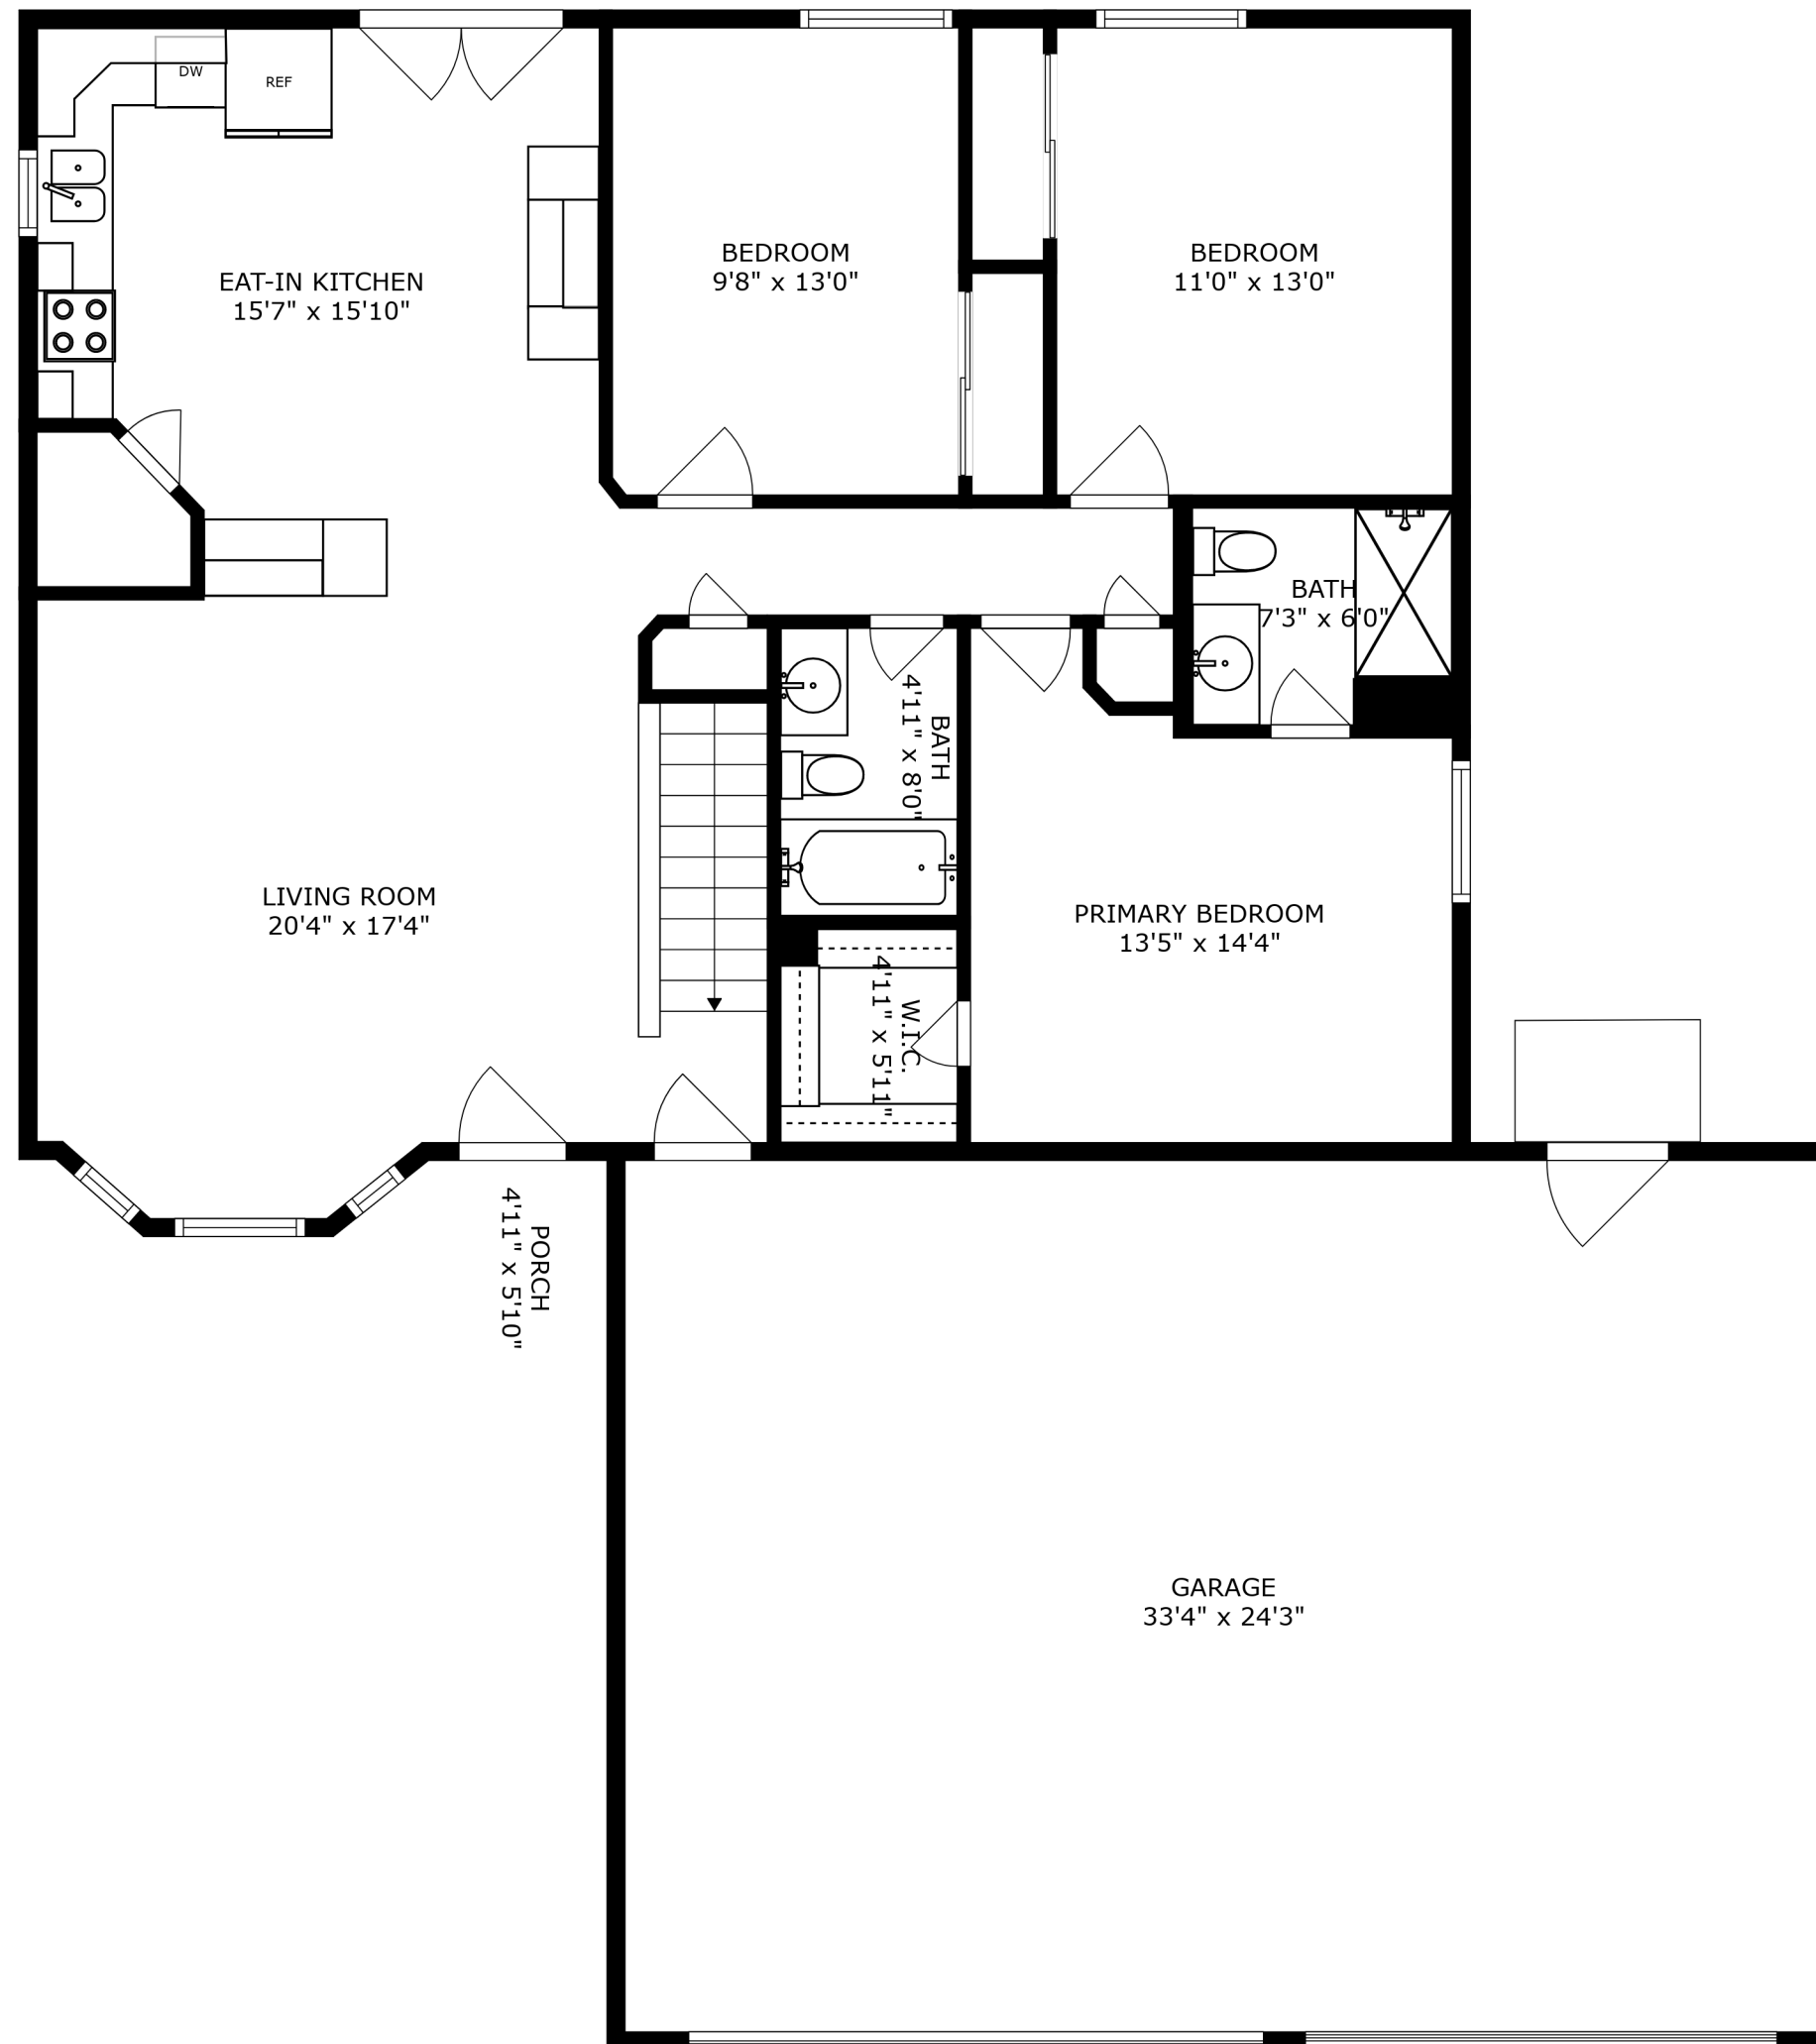 DW
REF
EAT-IN KITCHEN
15'7" x 15'10"
BEDROOM
9'8" x 13'0"
BEDROOM
11'0" x 13'0"
BATH
7'3" x 6'0"
BATH
4'11" x 8'0"
LIVING ROOM
20'4" x 17'4"
PRIMARY BEDROOM
13'5" x 14'4"
W.I.C.
4'11" x 5'11"
PORCH
4'11" x 5'10"
GARAGE
33'4" x 24'3"